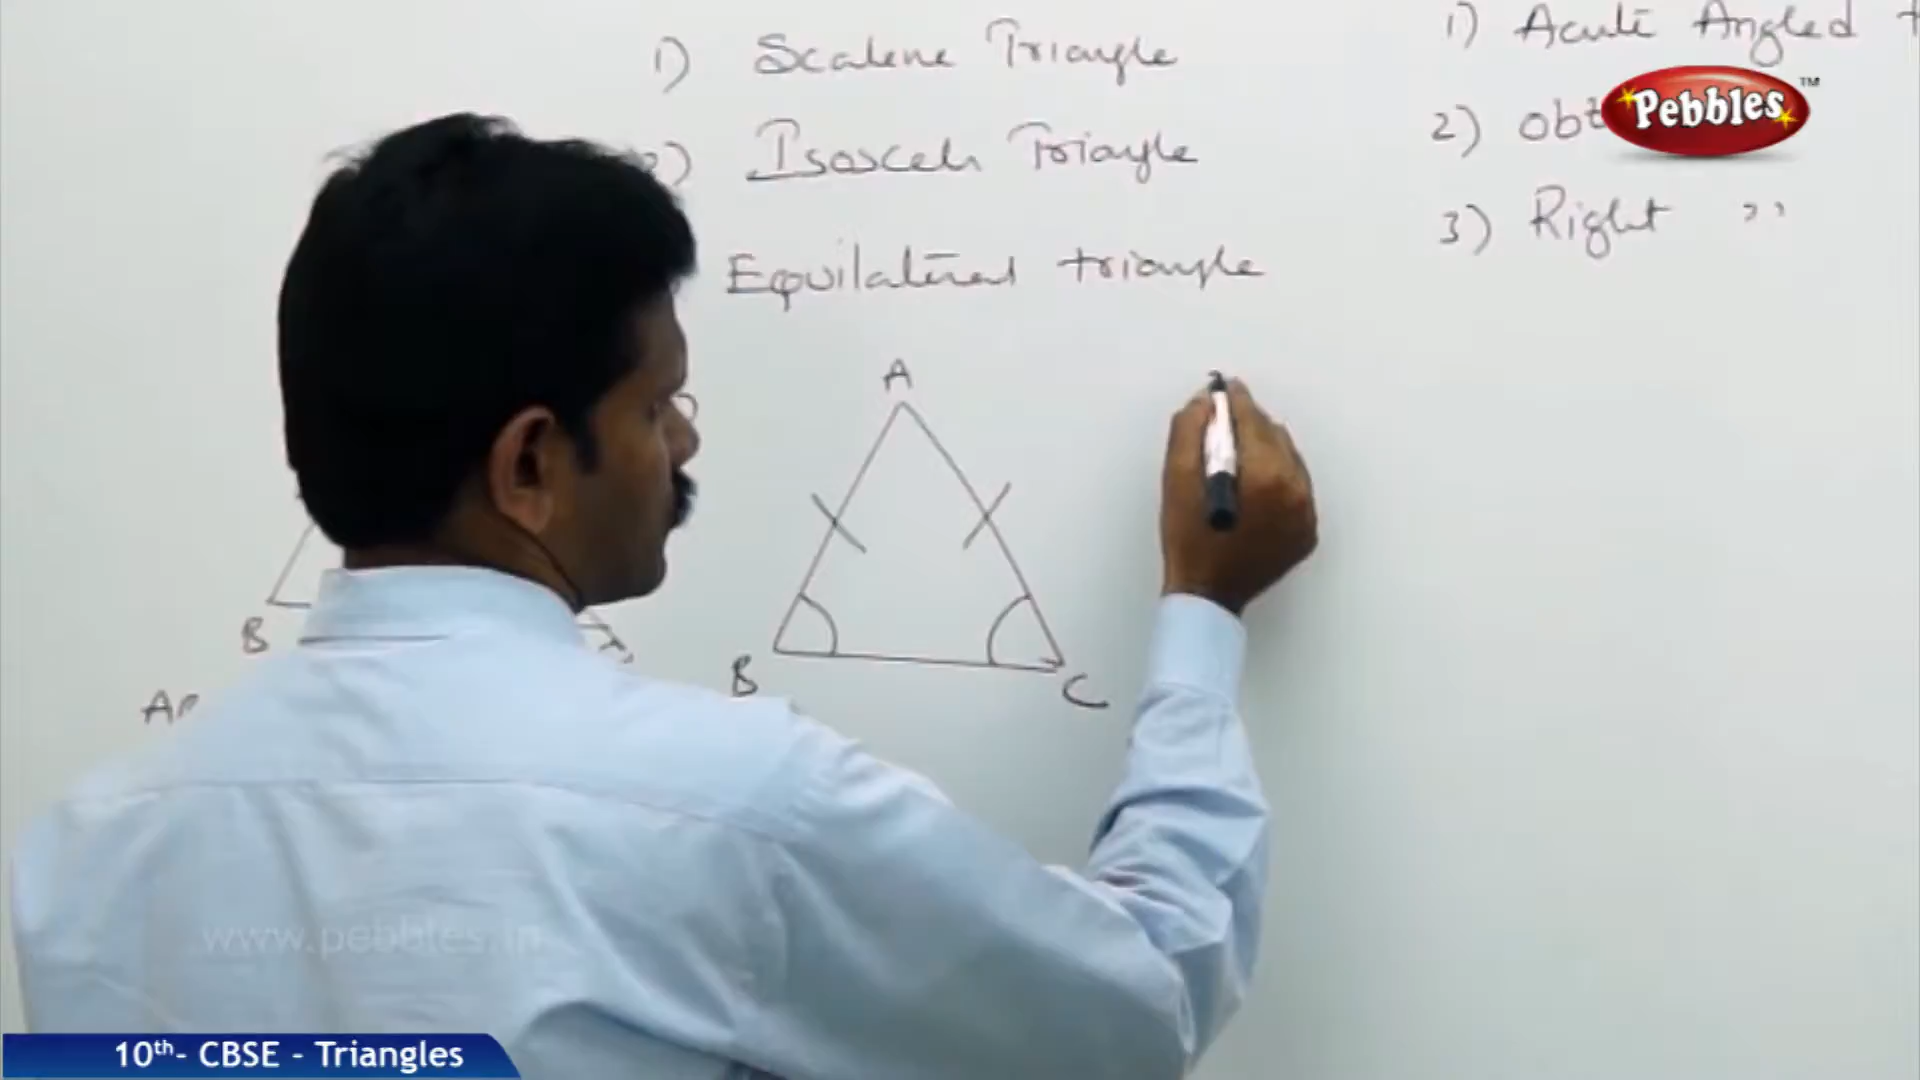 1) Scalene Triangle
2) Isosceles Triangle
Equilateral triangle
1) Acute Angled
2) obt
3) Right ,,
Pebbles™
A
B
C
B
www.pebbles.in
10th- CBSE - Triangles